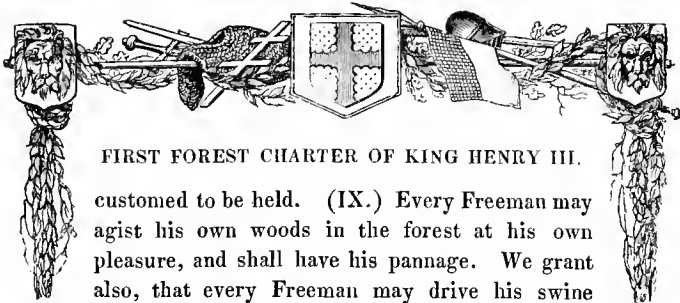 FIRST FOREST CHARTER OF KING HENRY III.
customed to be held. (IX.) Every Freeman may
agist his own woods in the forest at his own
pleasure, and shall have his pannage. We grant
also, that every Freeman may drive his swine